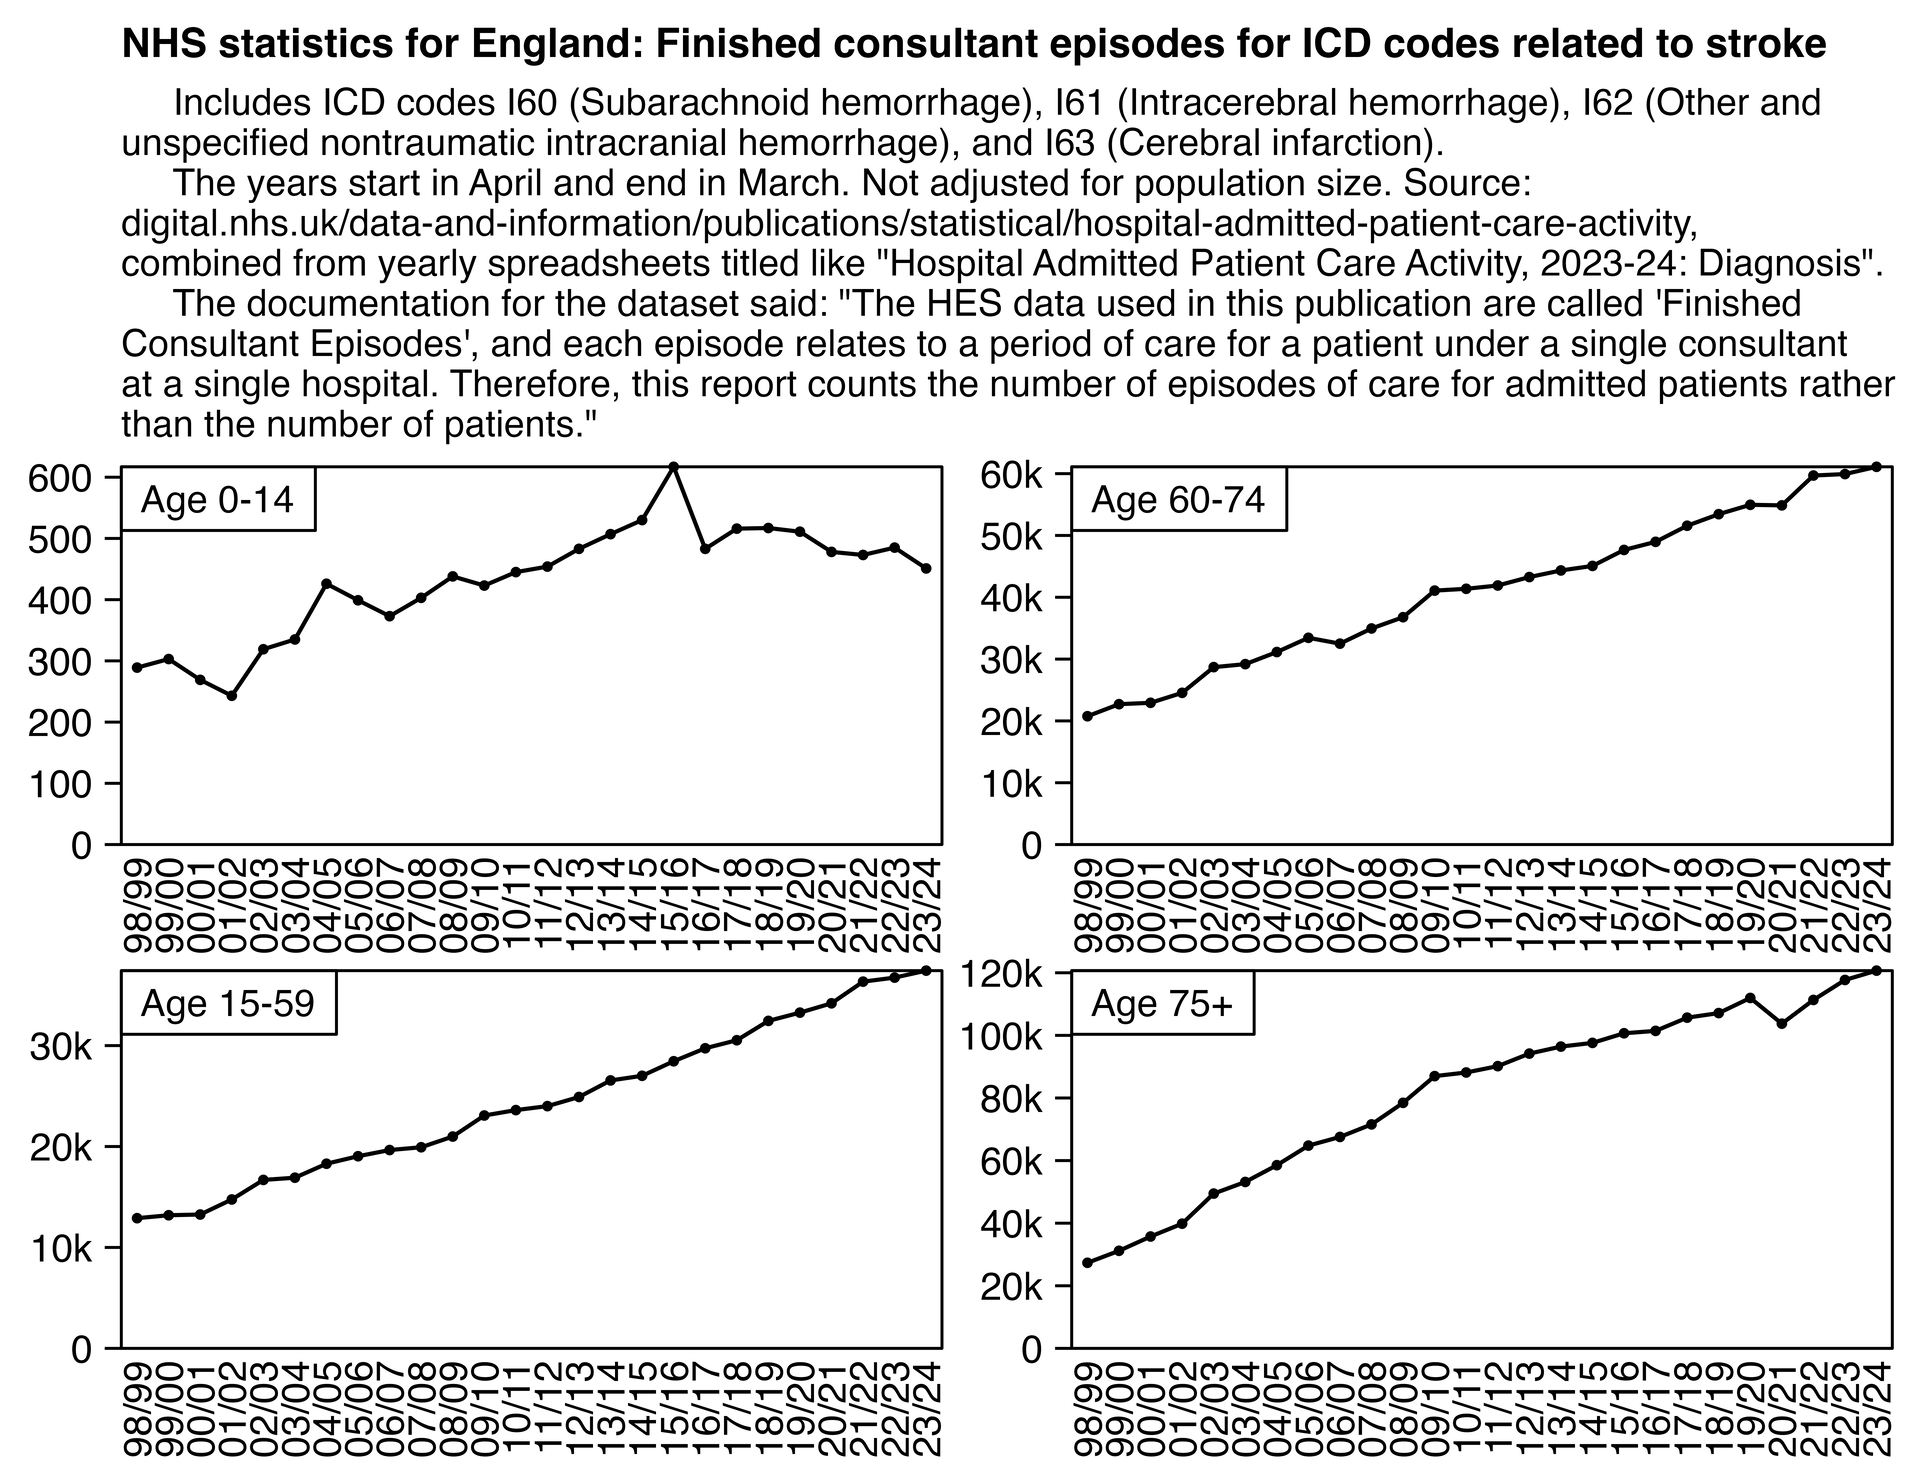 NHS statistics for England: Finished consultant episodes for ICD codes related to stroke
Includes ICD codes I60 (Subarachnoid hemorrhage), I61 (Intracerebral hemorrhage), I62 (Other and
unspecified nontraumatic intracranial hemorrhage), and I63 (Cerebral infarction).
The years start in April and end in March. Not adjusted for population size. Source:
digital.nhs.uk/data-and-information/publications/statistical/hospital-admitted-patient-care-activity,
combined from yearly spreadsheets titled like "Hospital Admitted Patient Care Activity, 2023-24: Diagnosis".
The documentation for the dataset said: "The HES data used in this publication are called 'Finished
Consultant Episodes', and each episode relates to a period of care for a patient under a single consultant
at a single hospital. Therefore, this report counts the number of episodes of care for admitted patients rather
than the number of patients."
Age 0-14
600
500
400
300
200
100
0
98/99 99/00 00/01 01/02 02/03 03/04 04/05 05/06 06/07 07/08 08/09 09/10 10/11 11/12 12/13 13/14 14/15 15/16 16/17 17/18 18/19 19/20 20/21 21/22 22/23 23/24
Age 60-74
60k
50k
40k
30k
20k
10k
0
98/99 99/00 00/01 01/02 02/03 03/04 04/05 05/06 06/07 07/08 08/09 09/10 10/11 11/12 12/13 13/14 14/15 15/16 16/17 17/18 18/19 19/20 20/21 21/22 22/23 23/24
Age 15-59
30k
20k
10k
0
98/99 99/00 00/01 01/02 02/03 03/04 04/05 05/06 06/07 07/08 08/09 09/10 10/11 11/12 12/13 13/14 14/15 15/16 16/17 17/18 18/19 19/20 20/21 21/22 22/23 23/24
Age 75+
120k
100k
80k
60k
40k
20k
0
98/99 99/00 00/01 01/02 02/03 03/04 04/05 05/06 06/07 07/08 08/09 09/10 10/11 11/12 12/13 13/14 14/15 15/16 16/17 17/18 18/19 19/20 20/21 21/22 22/23 23/24